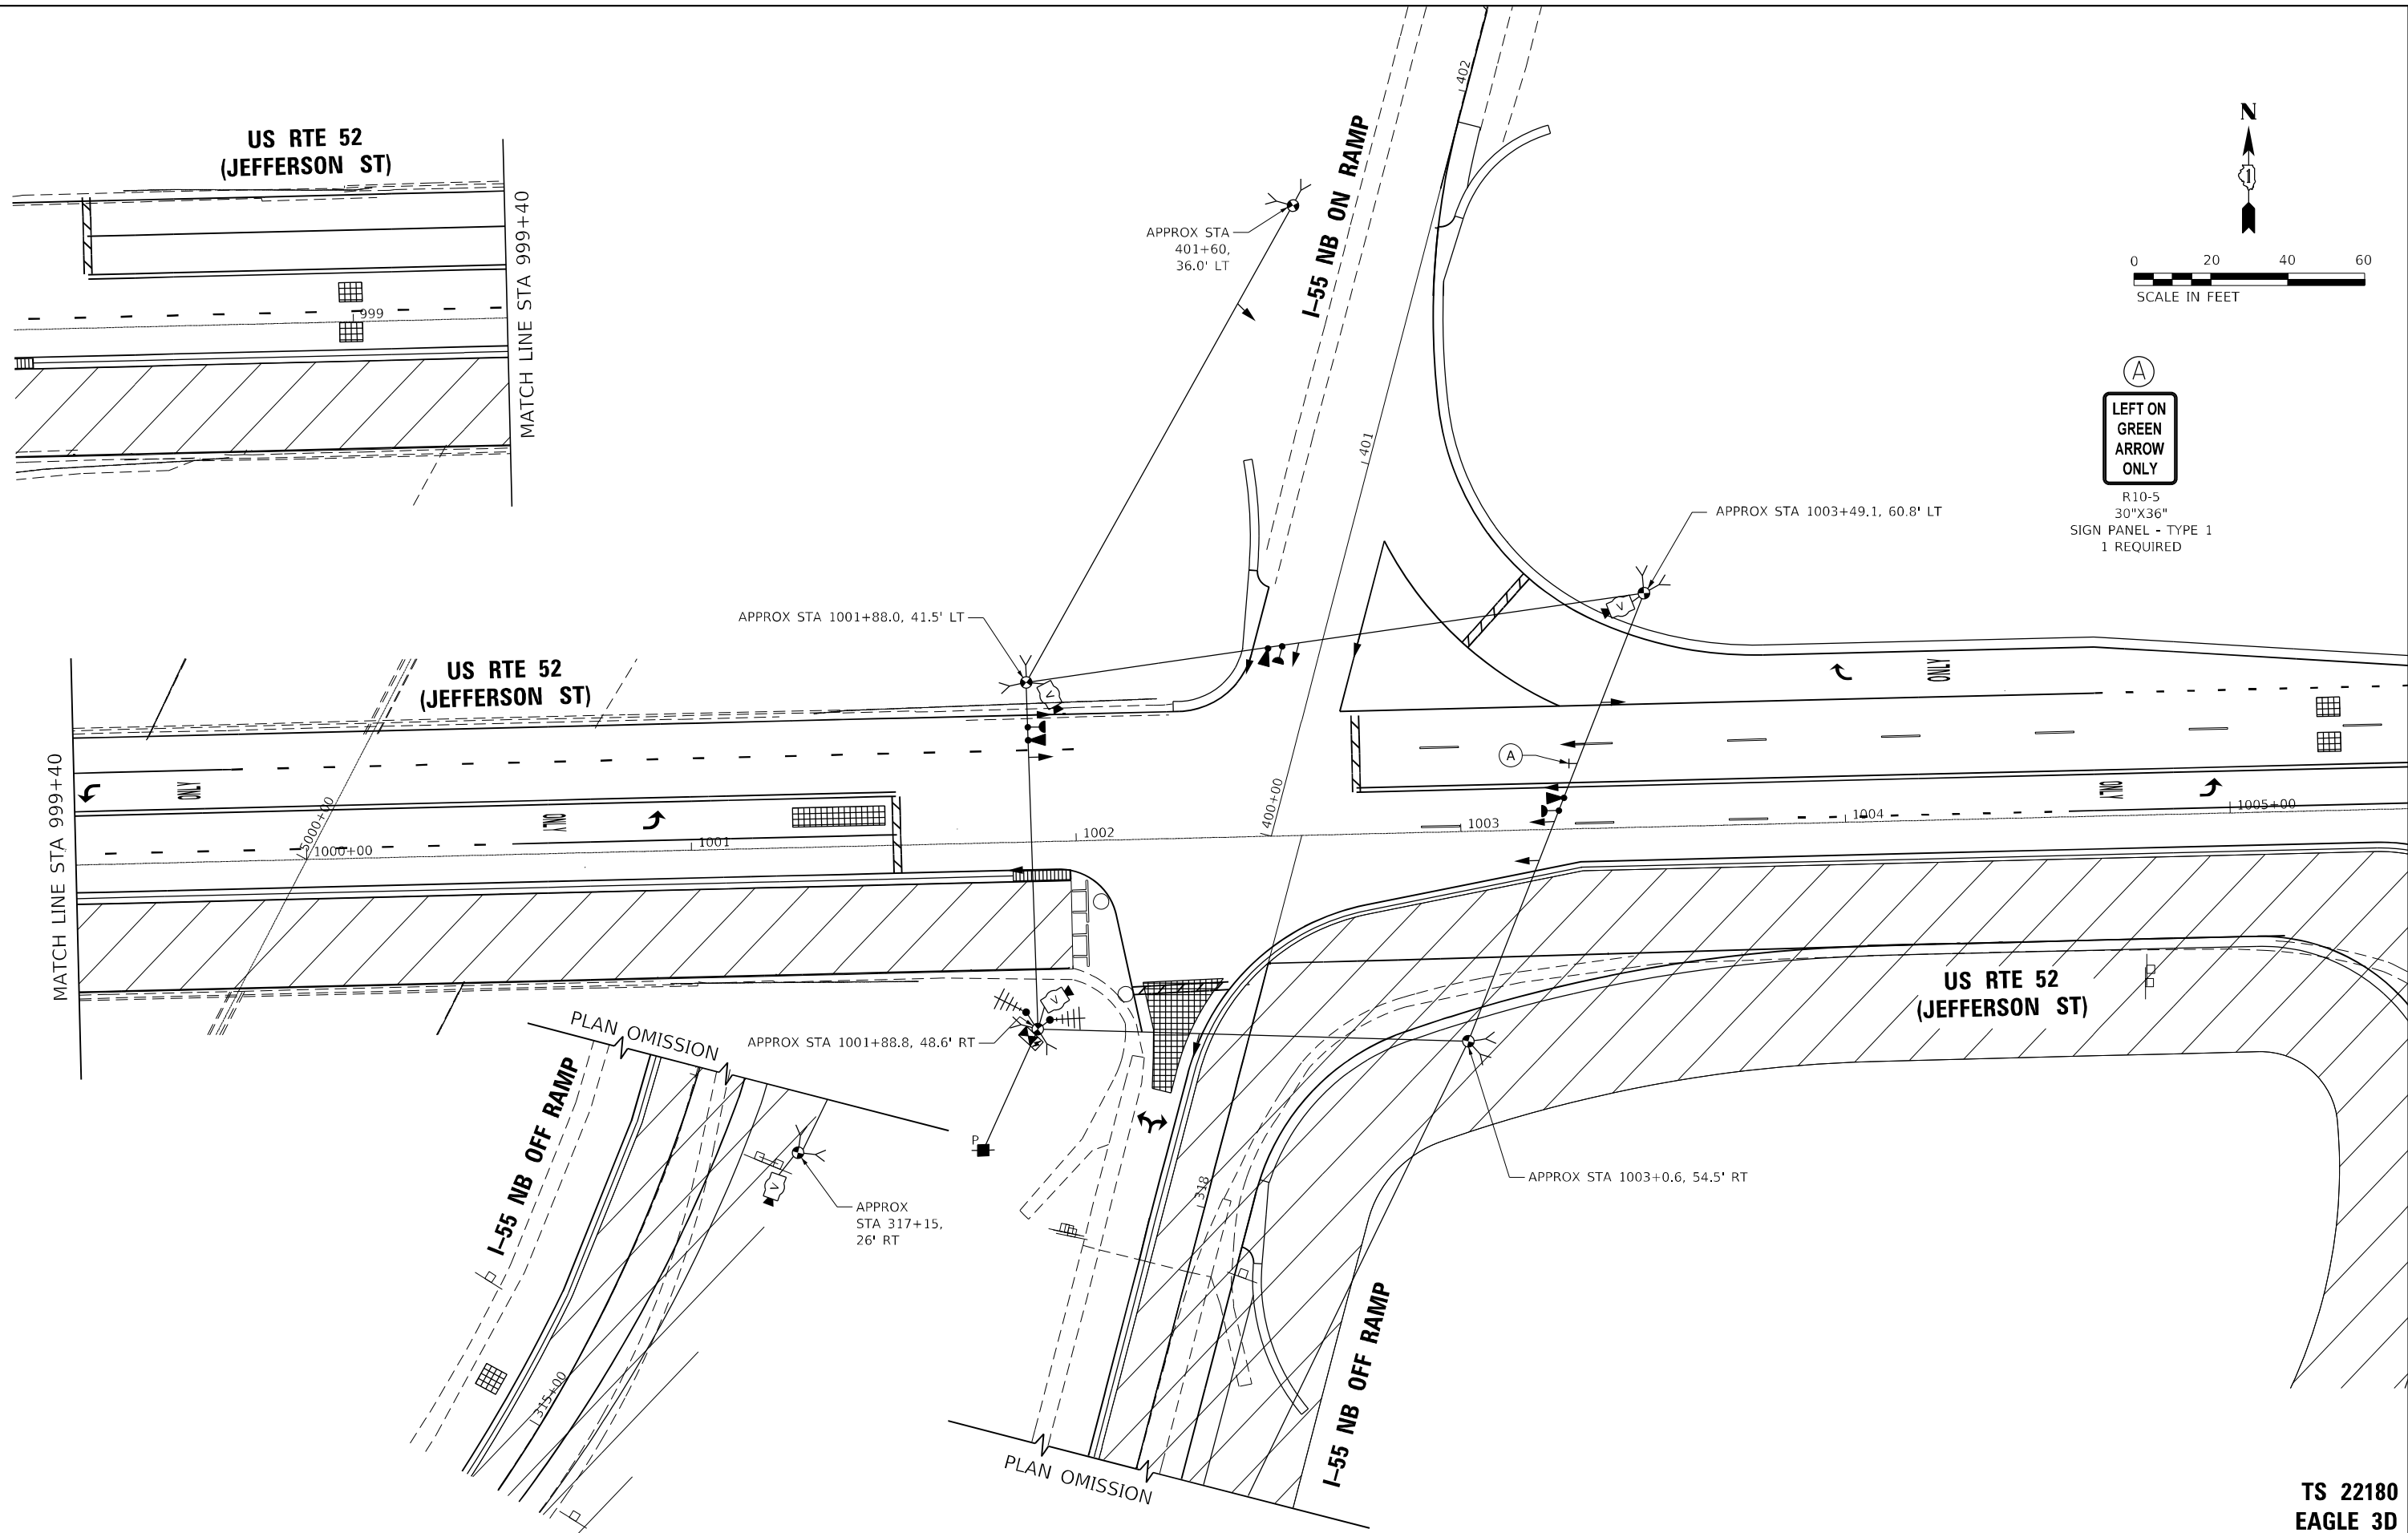 US RTE 52
(JEFFERSON ST)
999
MATCH LINE STA 999+40
APPROX STA
401+60,
36.0' LT
I-55 NB ON RAMP
402
401
400+00
N
1
0 20 40 60
SCALE IN FEET
A
LEFT ON
GREEN
ARROW
ONLY
R10-5
30"X36"
SIGN PANEL - TYPE 1
1 REQUIRED
APPROX STA 1003+49.1, 60.8' LT
V
APPROX STA 1001+88.0, 41.5' LT
V
US RTE 52
(JEFFERSON ST)
MATCH LINE STA 999+40
ONLY
ONLY
5000+00
1000+00
1001
1002
1003
1004
1005+00
A
ONLY
ONLY
US RTE 52
(JEFFERSON ST)
V
APPROX STA 1001+88.8, 48.6' RT
P
PLAN OMISSION
I-55 NB OFF RAMP
V
APPROX
STA 317+15,
26' RT
315+00
318
APPROX STA 1003+0.6, 54.5' RT
I-55 NB OFF RAMP
PLAN OMISSION
TS 22180
EAGLE 3D